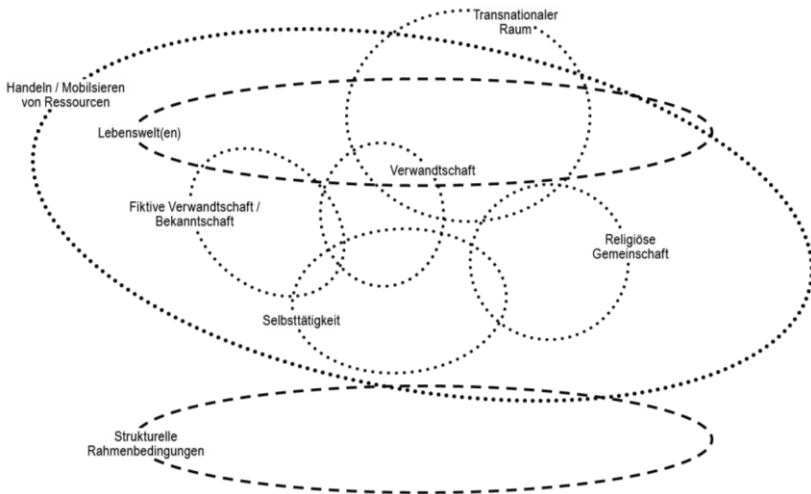 Transnationaler
Raum
Handeln / Mobilsieren
von Ressourcen
Lebenswelt(en)
Verwandtschaft
Fiktive Verwandtschaft /
Bekanntschaft
Religiöse
Gemeinschaft
Selbsttätigkeit
Strukturelle
Rahmenbedingungen